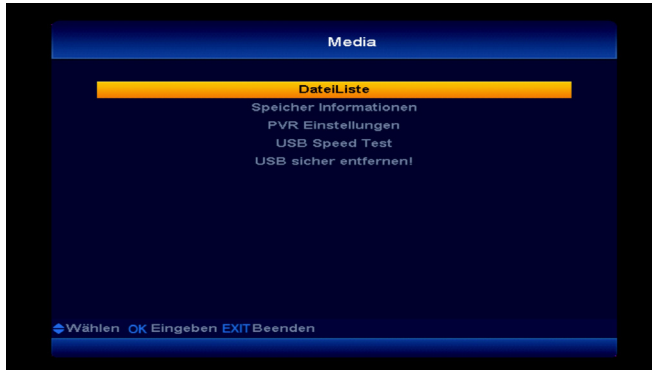 Media
DateiListe
Speicher Informationen
PVR Einstellungen
USB Speed Test
USB sicher entfernen!
Wählen OK Eingeben EXIT Beenden